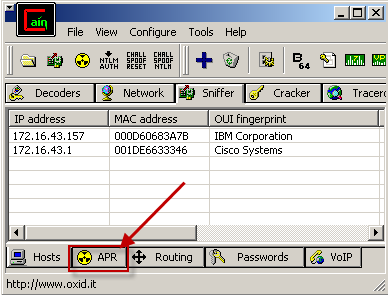 Cain
File View Configure Tools Help
NTLM AUTH CHALL SPOOF RESET CHALL SPOOF NTLM B 64
Decoders Network Sniffer Cracker Tracero
IP address MAC address OUI fingerprint
172.16.43.157 000D60683A7B IBM Corporation
172.16.43.1 001DE6633346 Cisco Systems
Hosts APR Routing Passwords VoIP
http://www.oxid.it